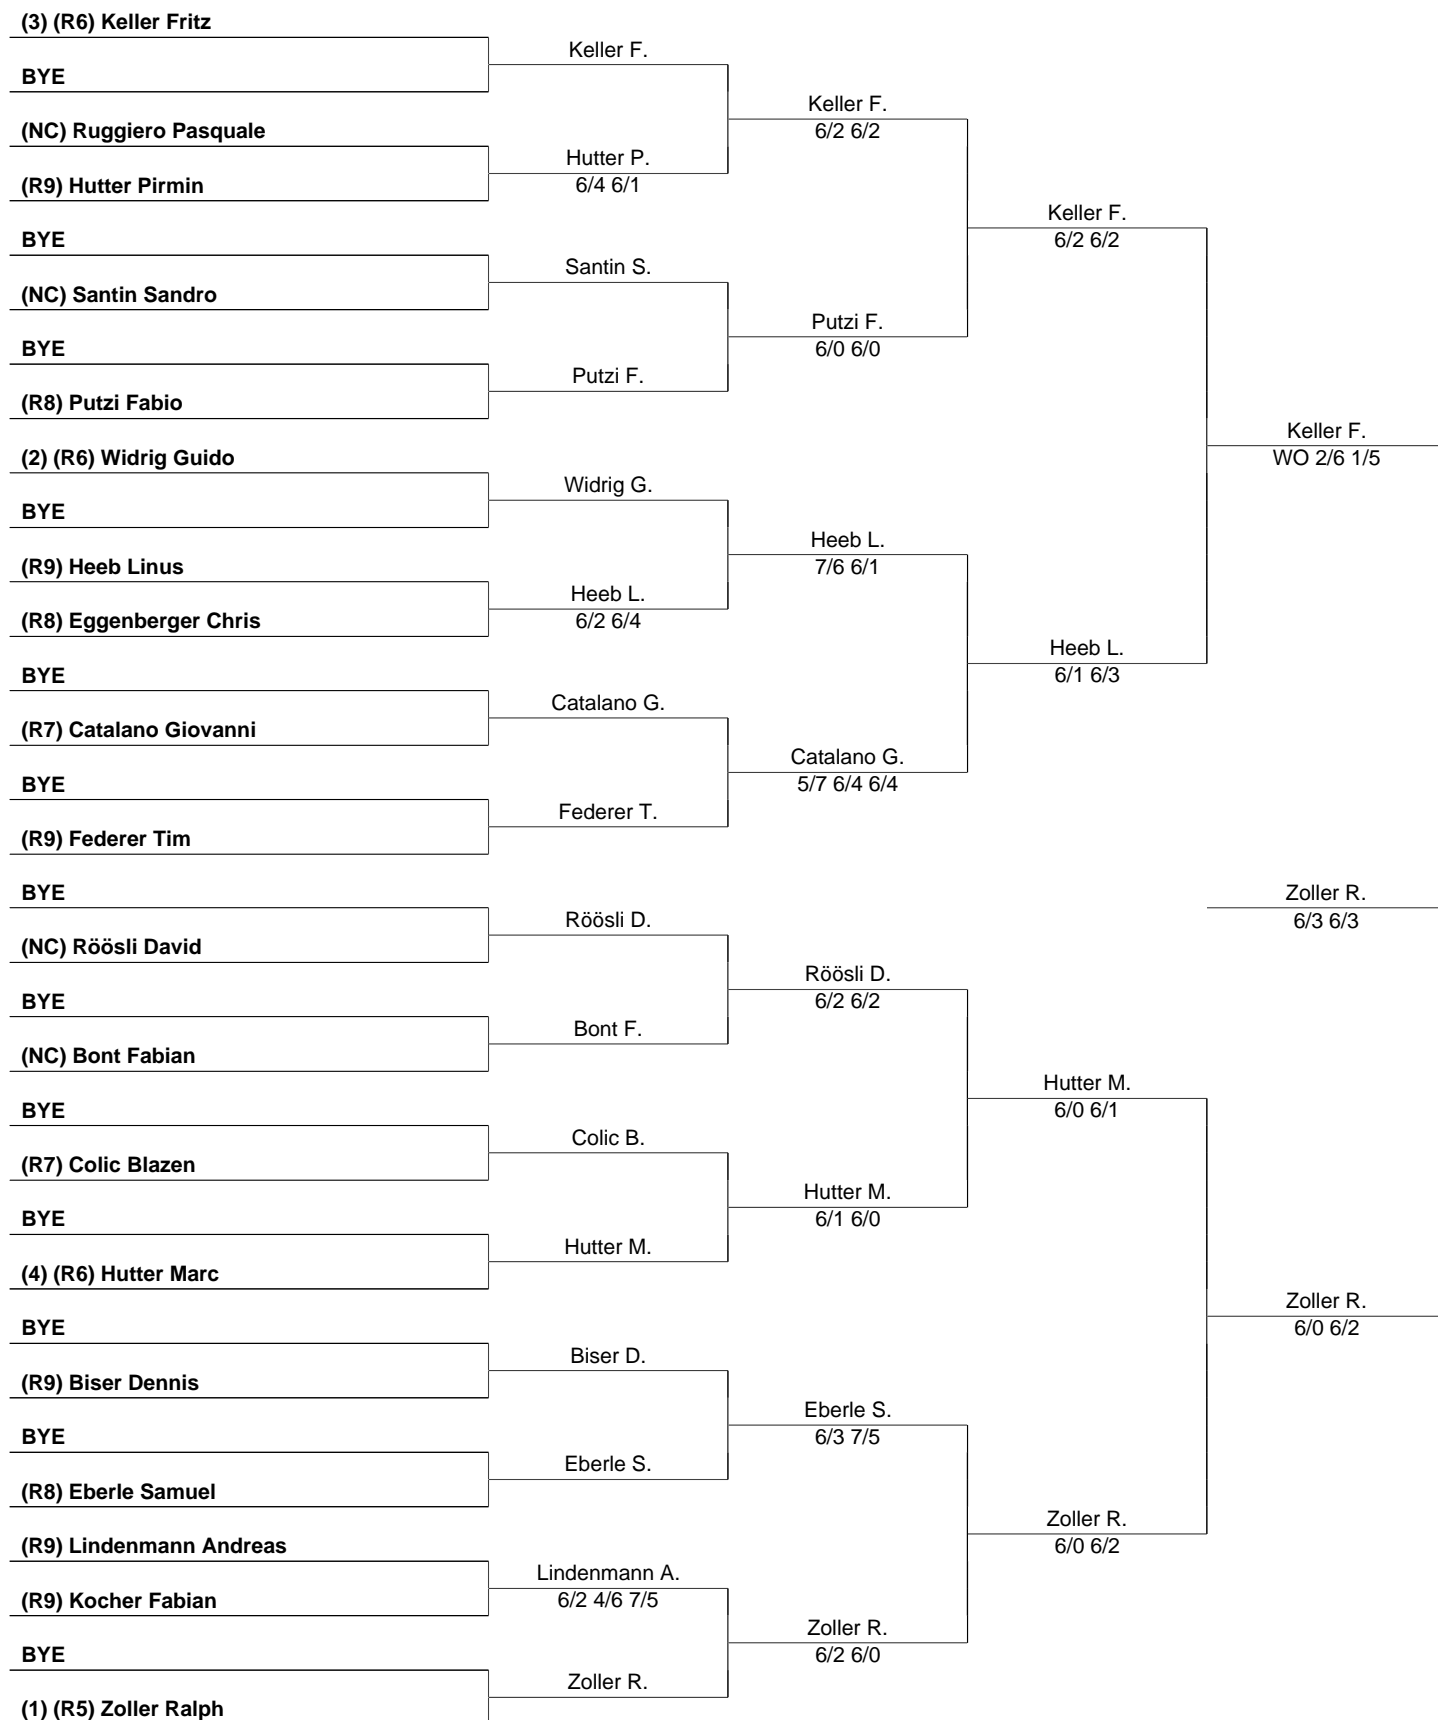 (3) (R6) Keller Fritz
Keller F.
BYE
Keller F.
6/2 6/2
(NC) Ruggiero Pasquale
Hutter P.
6/4 6/1
(R9) Hutter Pirmin
Keller F.
6/2 6/2
BYE
Santin S.
(NC) Santin Sandro
Putzi F.
6/0 6/0
BYE
Putzi F.
(R8) Putzi Fabio
Keller F.
WO 2/6 1/5
(2) (R6) Widrig Guido
Widrig G.
BYE
Heeb L.
7/6 6/1
(R9) Heeb Linus
Heeb L.
6/2 6/4
(R8) Eggenberger Chris
Heeb L.
6/1 6/3
BYE
Catalano G.
(R7) Catalano Giovanni
Catalano G.
5/7 6/4 6/4
BYE
Federer T.
(R9) Federer Tim
BYE
Zoller R.
6/3 6/3
Röösli D.
(NC) Röösli David
Röösli D.
6/2 6/2
BYE
Bont F.
(NC) Bont Fabian
Hutter M.
6/0 6/1
BYE
Colic B.
(R7) Colic Blazen
Hutter M.
6/1 6/0
BYE
Hutter M.
(4) (R6) Hutter Marc
Zoller R.
6/0 6/2
BYE
Biser D.
(R9) Biser Dennis
Eberle S.
6/3 7/5
BYE
Eberle S.
(R8) Eberle Samuel
Zoller R.
6/0 6/2
(R9) Lindenmann Andreas
Lindenmann A.
6/2 4/6 7/5
(R9) Kocher Fabian
Zoller R.
6/2 6/0
BYE
Zoller R.
(1) (R5) Zoller Ralph